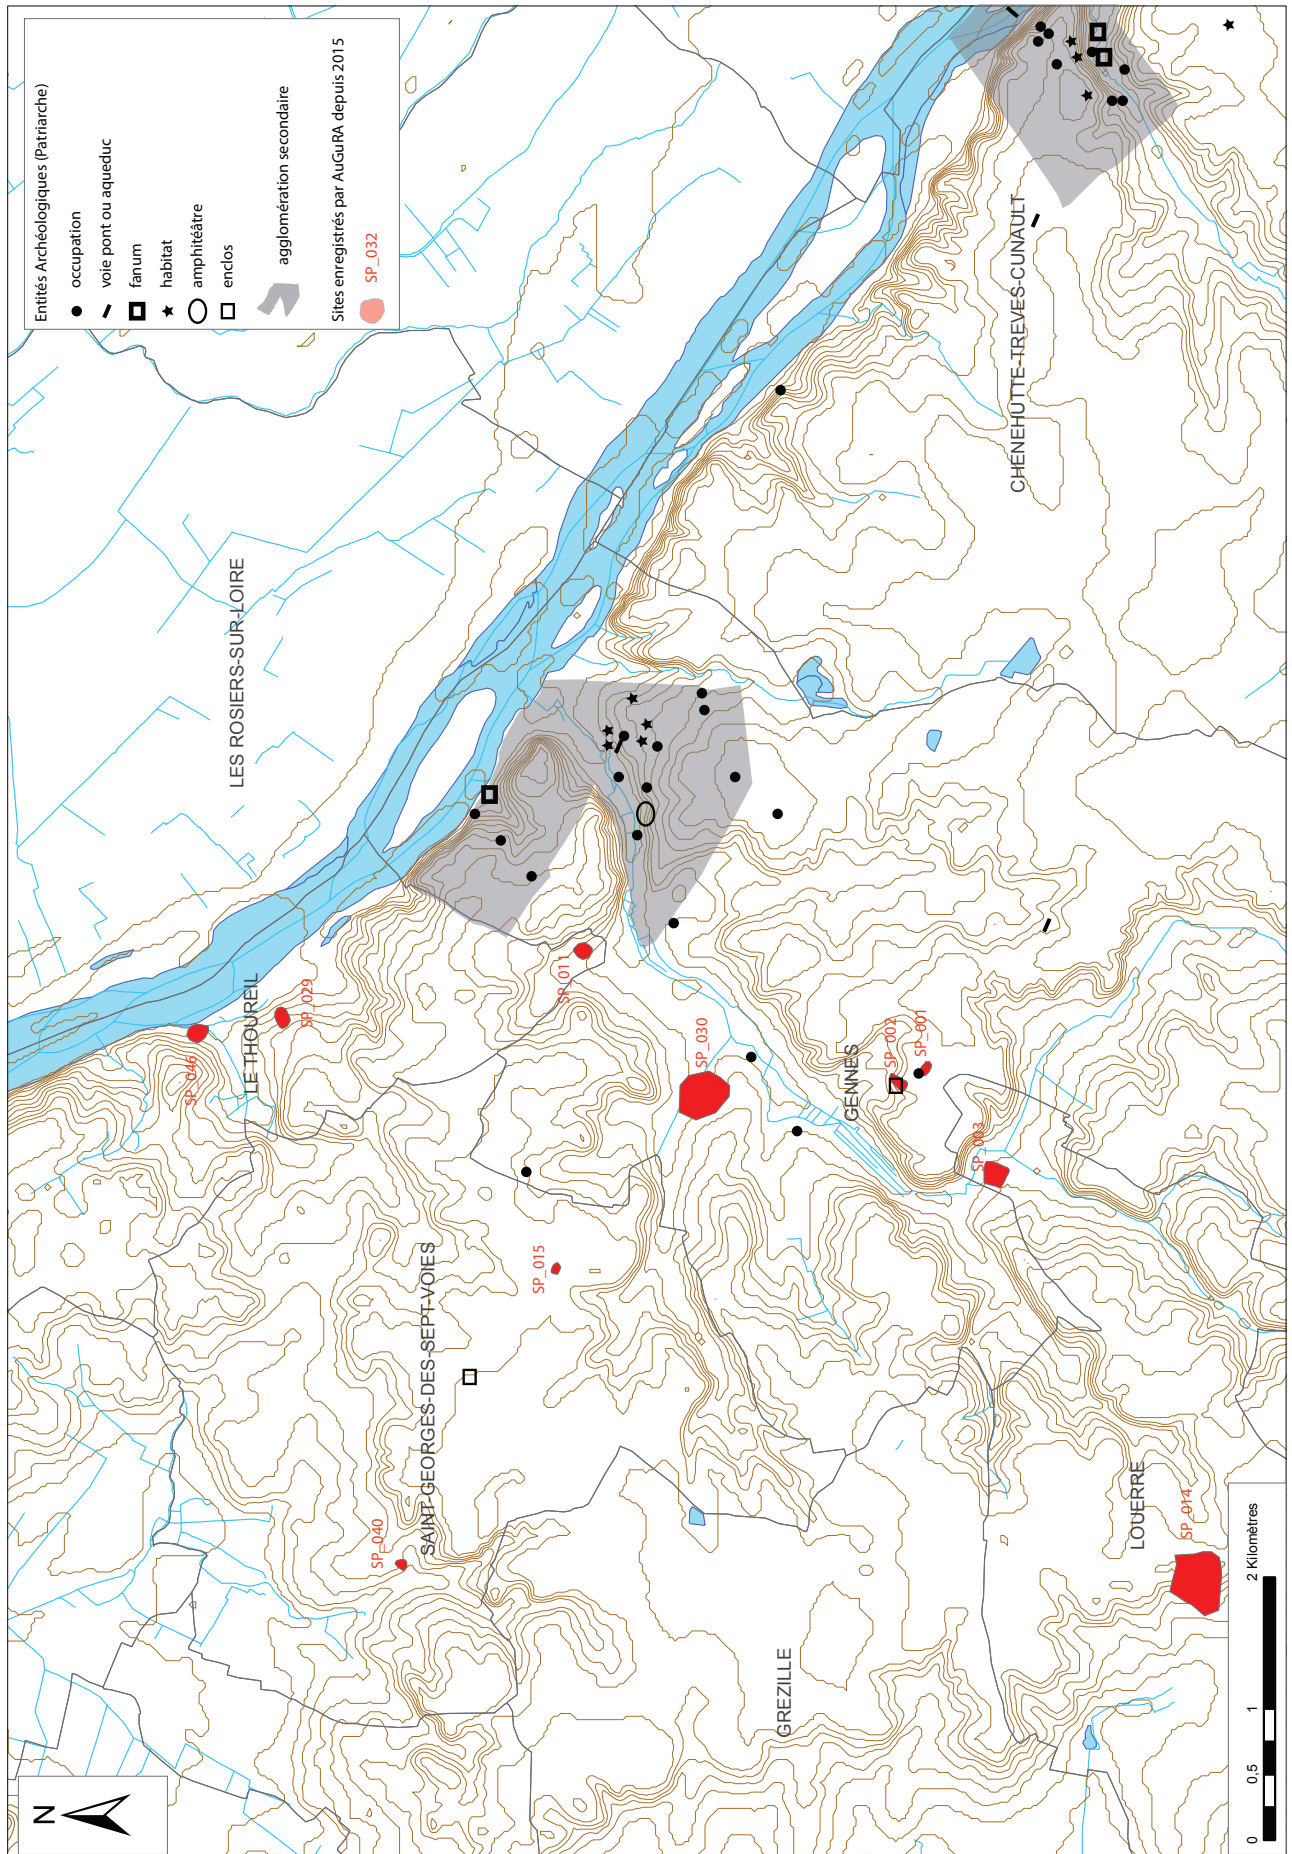 Entités Archéologiques (Patriarche)
occupation
voie pont ou aqueduc
fanum
habitat
amphitéâtre
enclos
agglomération secondaire
Sites enregistrés par AuGuRA depuis 2015
SP_032
LES ROSIERS-SUR-LOIRE
LE THOUREIL
SP_046
SP_029
SP_011
SP_030
SP_002
SP_001
GENNES
SP_003
SP_015
SAINT-GEORGES-DES-SEPT-VOIES
SP_040
CHENEHUTTE-TREVES-CUNAULT
LOUERRE
SP_014
GREZILLE
N
0 0,5 1 2 Kilomètres